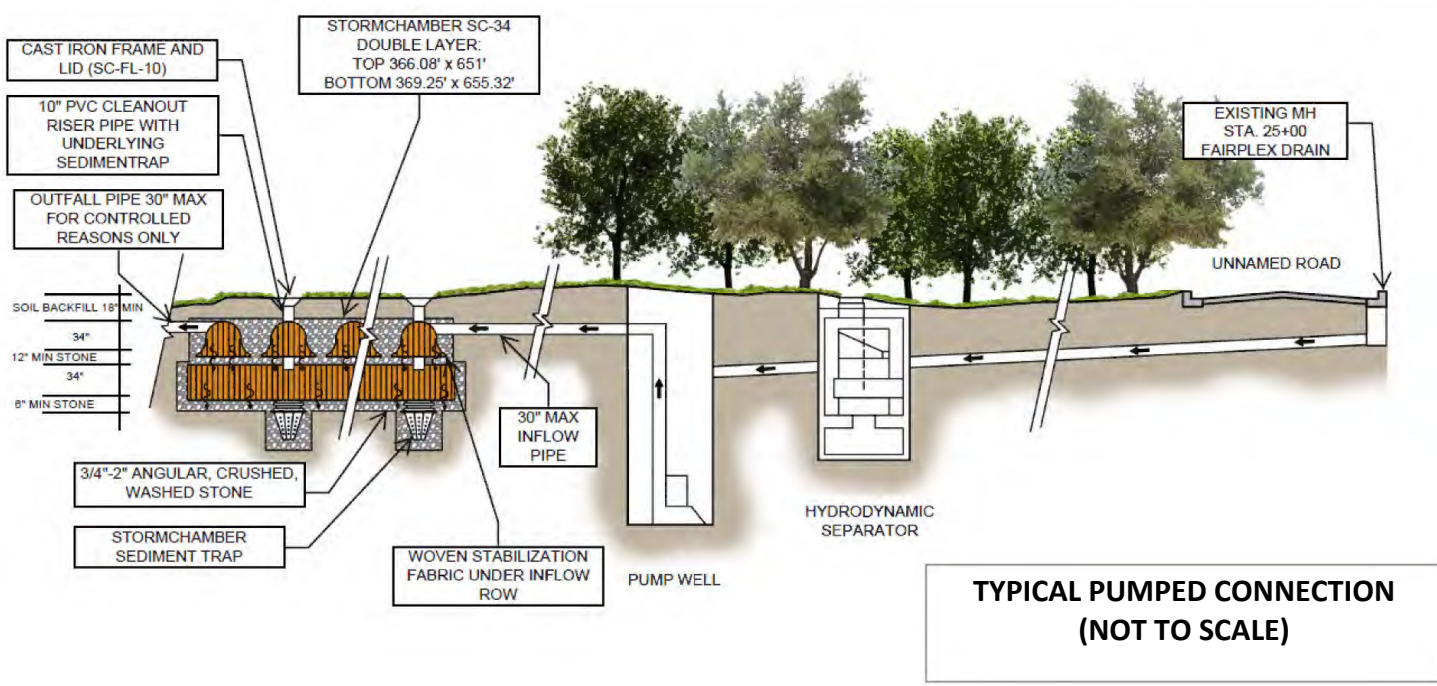 STORMCHAMBER SC-34
DOUBLE LAYER:
TOP 366.08' x 651'
BOTTOM 369.25' x 655.32'
CAST IRON FRAME AND
LID (SC-FL-10)
10" PVC CLEANOUT
RISER PIPE WITH
UNDERLYING
SEDIMENTRAP
EXISTING MH
STA. 25+00
FAIRPLEX DRAIN
OUTFALL PIPE 30" MAX
FOR CONTROLLED
REASONS ONLY
UNNAMED ROAD
SOIL BACKFILL 18" MIN
34"
12" MIN STONE
34"
6" MIN STONE
30" MAX
INFLOW
PIPE
3/4"-2" ANGULAR, CRUSHED,
WASHED STONE
HYDRODYNAMIC
SEPARATOR
STORMCHAMBER
SEDIMENT TRAP
WOVEN STABILIZATION
FABRIC UNDER INFLOW
ROW
PUMP WELL
TYPICAL PUMPED CONNECTION
(NOT TO SCALE)